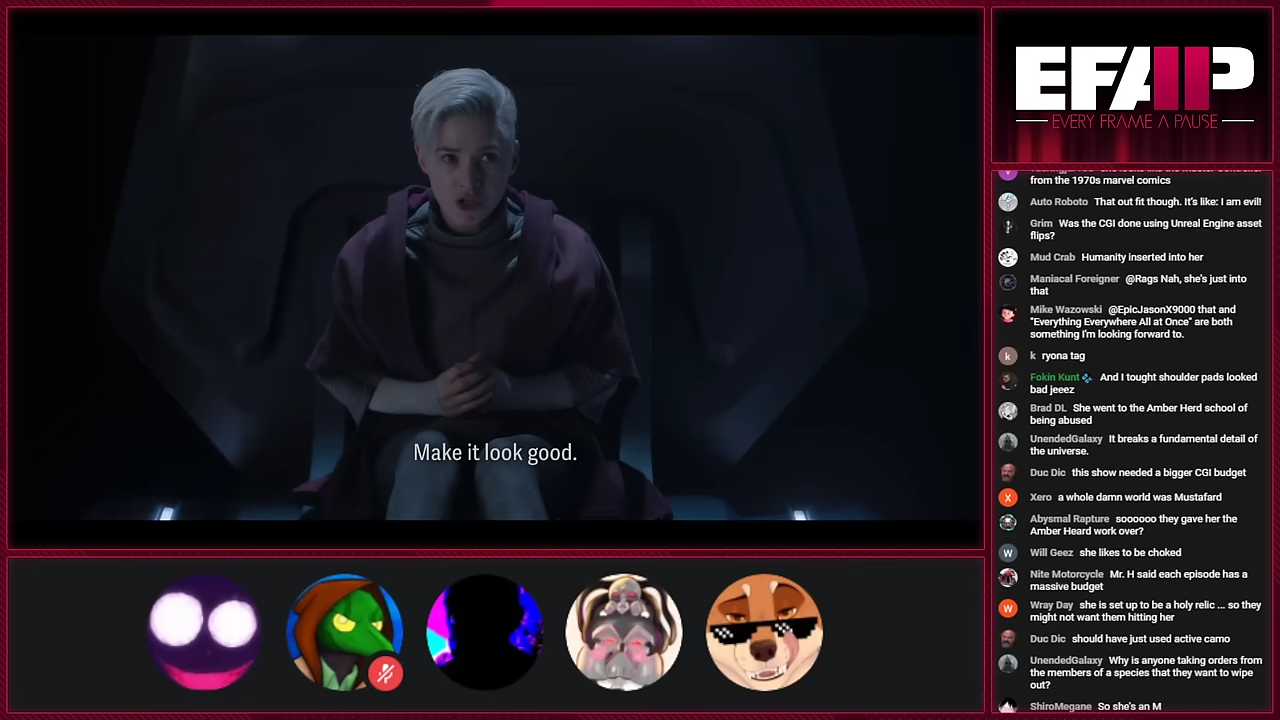 EFAP
EVERY FRAME A PAUSE
Make it look good.
from the 1970s marvel comics
Auto Roboto That out fit though. It's like: I am evil!
Grim Was the CGI done using Unreal Engine asset
flips?
Mud Crab Humanity inserted into her
Maniacal Foreigner @Rags Nah, she's just into
that
Mike Wazowski @EpicJasonX9000 that and
"Everything Everywhere All at Once" are both
something I'm looking forward to.
k k ryona tag
Fokin Kunt And I tought shoulder pads looked
bad jeeez
Brad DL She went to the Amber Herd school of
being abused
UnendedGalaxy It breaks a fundamental detail of
the universe.
Duc Dic this show needed a bigger CGI budget
X Xero a whole damn world was Mustafard
Abysmal Rapture soooooo they gave her the
Amber Heard work over?
W Will Geez she likes to be choked
Nite Motorcycle Mr. H said each episode has a
massive budget
W Wray Day she is set up to be a holy relic ... so they
might not want them hitting her
Duc Dic should have just used active camo
UnendedGalaxy Why is anyone taking orders from
the members of a species that they want to wipe
out?
ShiroMegane So she's an M